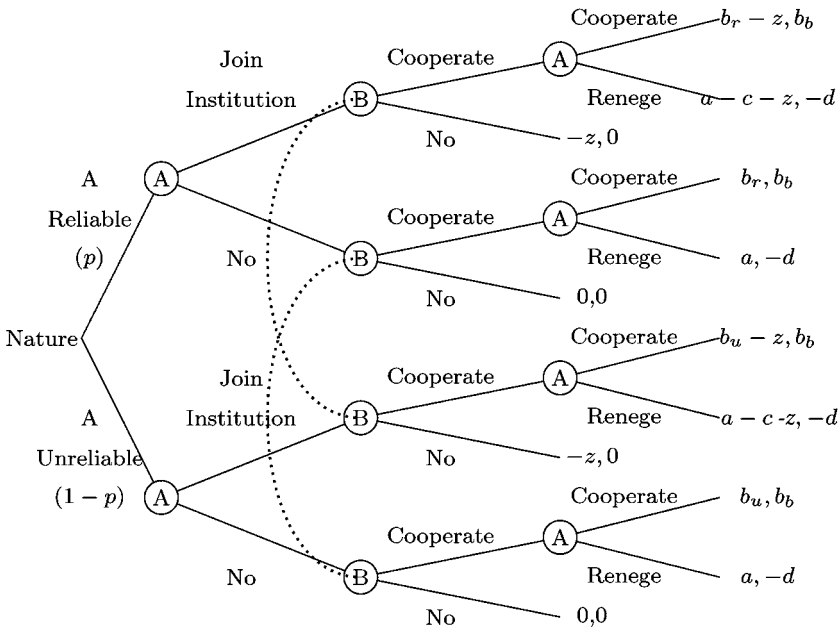 Cooperate
b_r − z, b_b
Join
Cooperate
A
Institution
Renege
a − c − z, −d
B
No
−z, 0
A
A
Cooperate
b_r, b_b
Reliable
Cooperate
A
(p)
No
B
Renege
a, −d
No
0,0
Nature
Cooperate
b_u − z, b_b
Join
Cooperate
A
A
Institution
Renege
a − c -z, −d
B
Unreliable
No
−z, 0
(1 − p)
A
Cooperate
b_u, b_b
Cooperate
A
No
B
Renege
a, −d
No
0,0